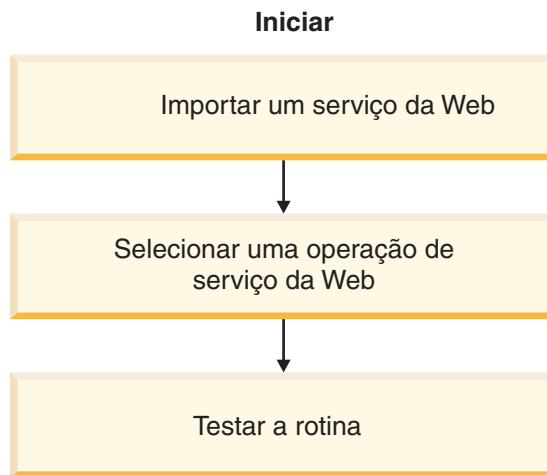 Iniciar
Importar um serviço da Web
Selecionar uma operação de
serviço da Web
Testar a rotina